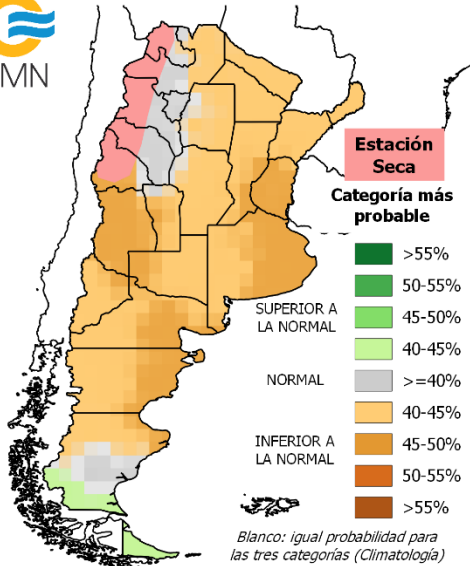 MN
Estación
Seca
Categoría más
probable
>55%
50-55%
SUPERIOR A
LA NORMAL
45-50%
40-45%
NORMAL
>=40%
40-45%
INFERIOR A
LA NORMAL
45-50%
50-55%
>55%
Blanco: igual probabilidad para
las tres categorías (Climatología)